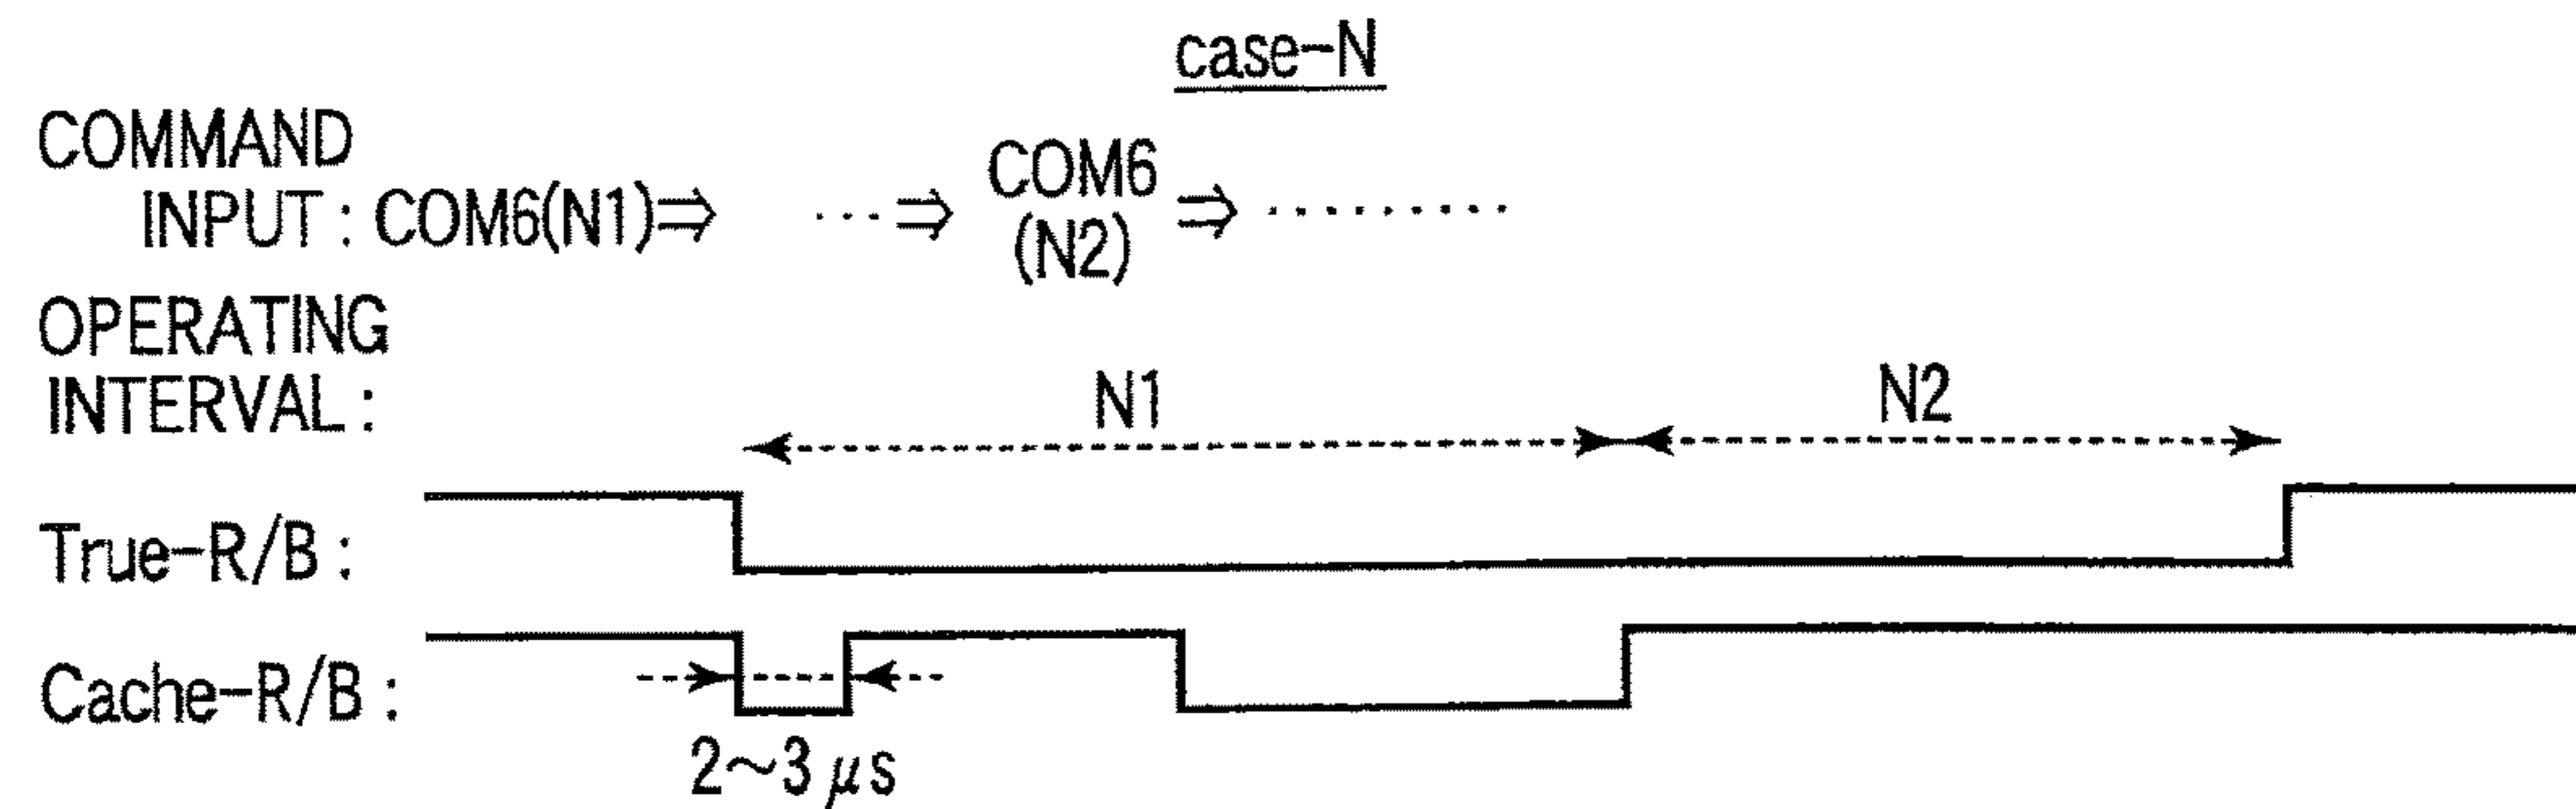 case-N
COMMAND
INPUT : COM6(N1)⇒ ... ⇒ COM6 ⇒ .........
(N2)
OPERATING
INTERVAL :
N1
N2
True-R/B :
Cache-R/B :
2~3 μs